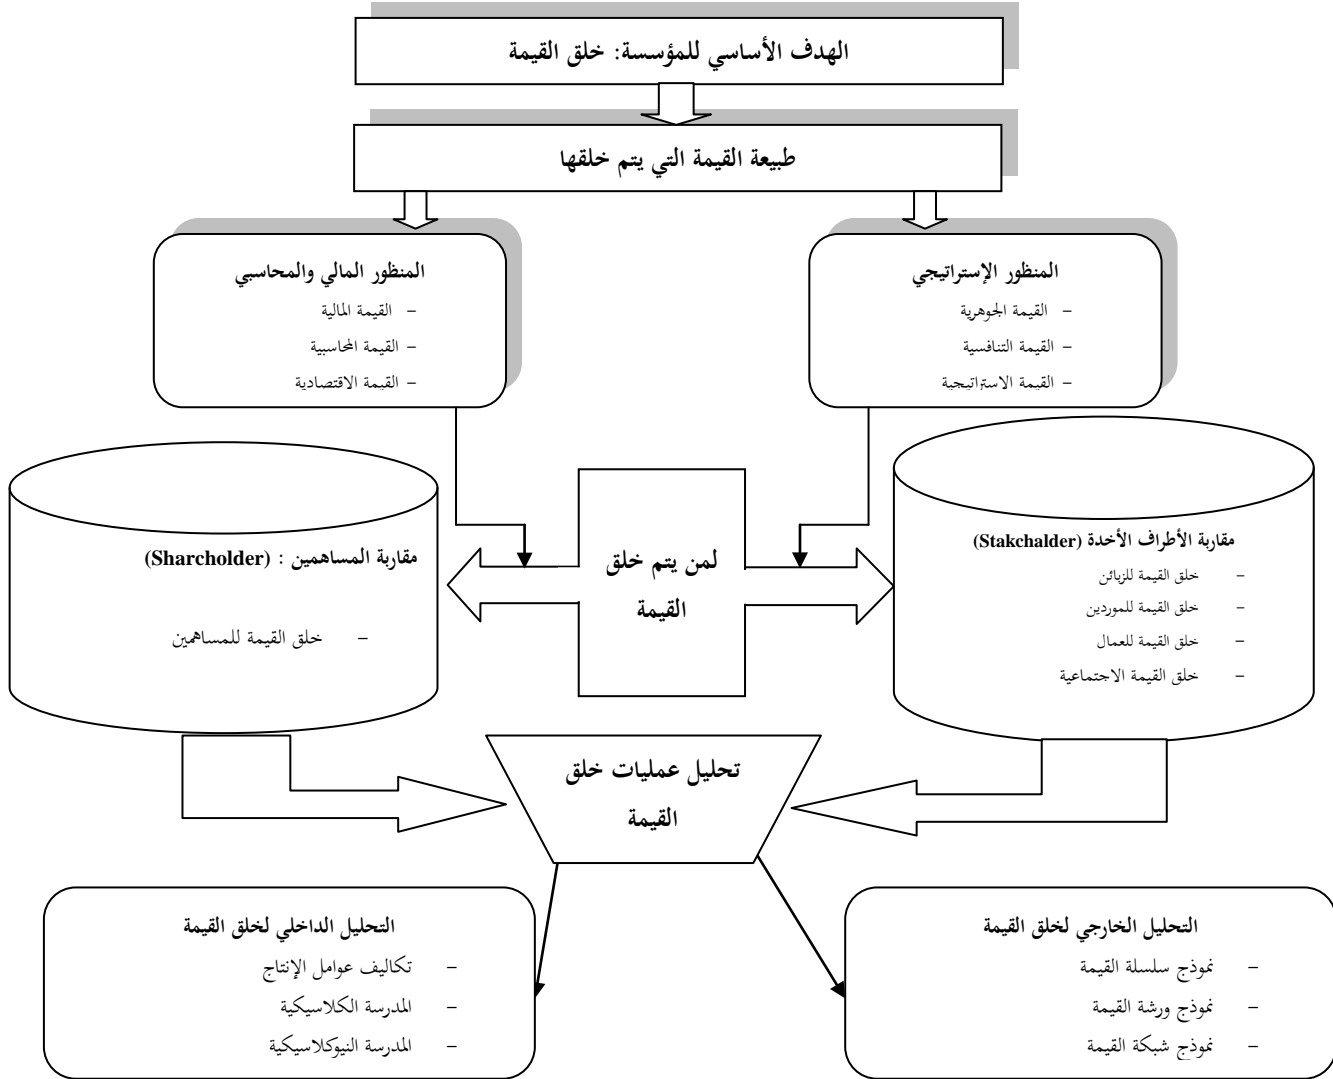 الهدف الأساسي للمؤسسة: خلق القيمة
طبيعة القيمة التي يتم خلقها
المنظور الإستراتيجي
– القيمة الجوهرية
– القيمة التنافسية
– القيمة الاستراتيجية
المنظور المالي والمحاسبي
– القيمة المالية
– القيمة المحاسبية
– القيمة الاقتصادية
مقاربة الأطراف الأخدة (Stakchalder)
– خلق القيمة للزبائن
– خلق القيمة للموردين
– خلق القيمة للعمال
– خلق القيمة الاجتماعية
لمن يتم خلق
القيمة
مقاربة المساهمين : (Sharcholder)
– خلق القيمة للمساهمين
تحليل عمليات خلق
القيمة
التحليل الخارجي لخلق القيمة
– نموذج سلسلة القيمة
– نموذج ورشة القيمة
– نموذج شبكة القيمة
التحليل الداخلي لخلق القيمة
– تكاليف عوامل الإنتاج
– المدرسة الكلاسيكية
– المدرسة النيوكلاسيكية